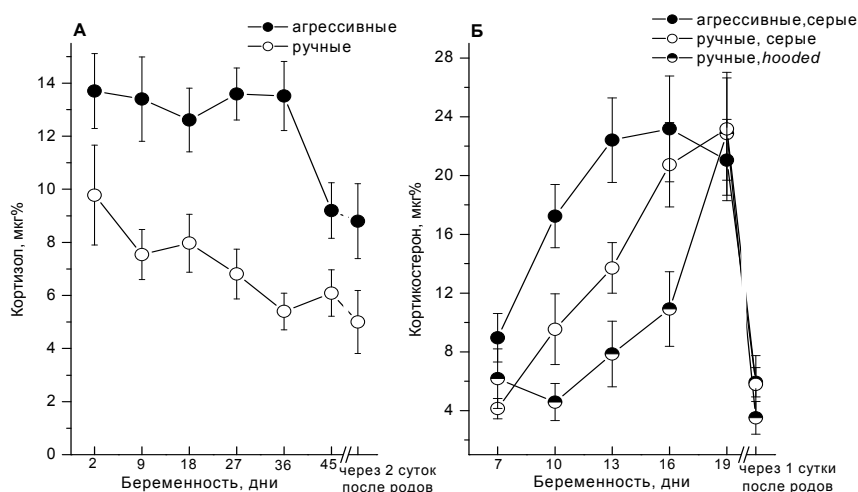 А
агрессивные
ручные
Кортизол, мкг%
14
12
10
8
6
4
2
0
2 9 18 27 36 45
через 2 суток
после родов
Беременность, дни
Б
агрессивные,серые
ручные, серые
ручные,hooded
Кортикостерон, мкг%
28
24
20
16
12
8
4
7 10 13 16 19
через 1 сутки
после родов
Беременность, дни